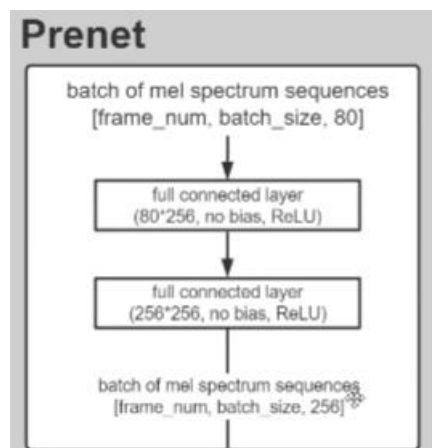 Prenet
batch of mel spectrum sequences
[frame_num, batch_size, 80]
full connected layer
(80*256, no bias, ReLU)
full connected layer
(256*256, no bias, ReLU)
batch of mel spectrum sequences
[frame_num, batch_size, 256]